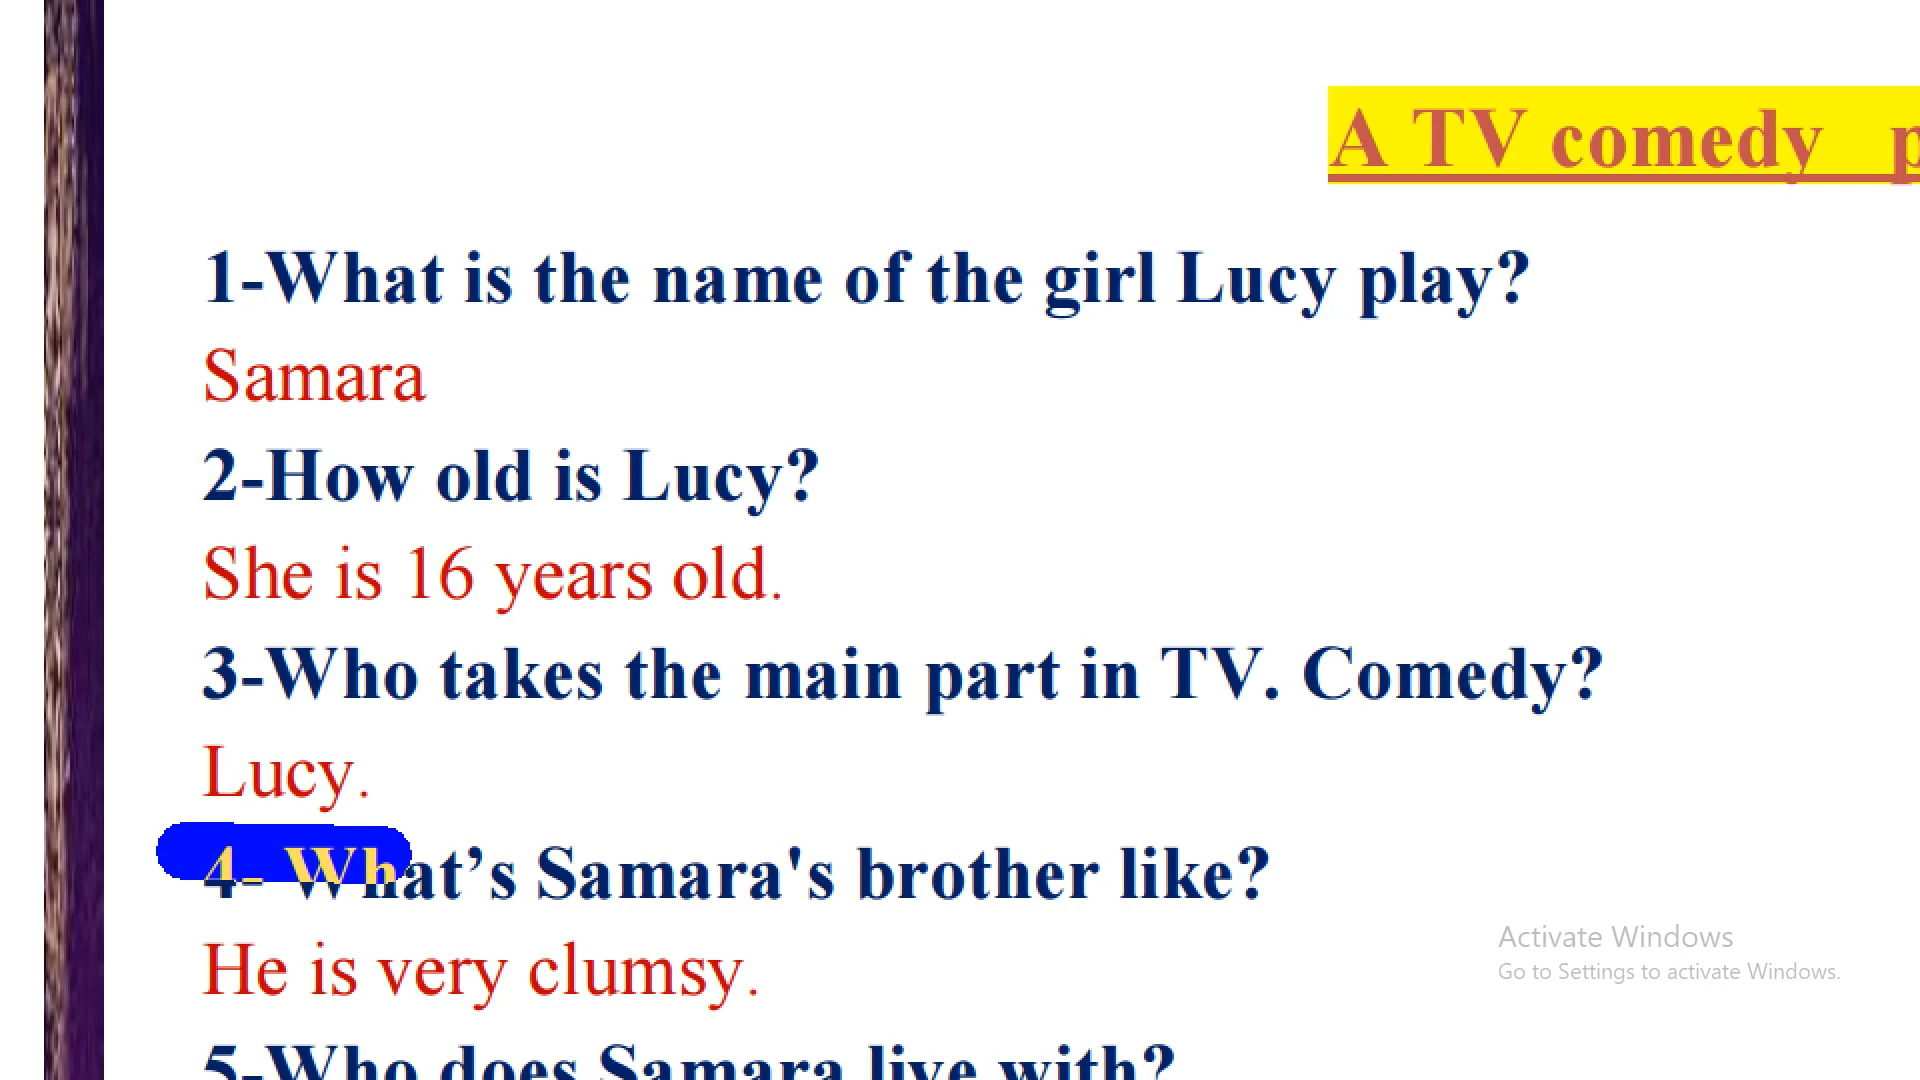 A TV comedy
1-What is the name of the girl Lucy play?
Samara
2-How old is Lucy?
She is 16 years old.
3-Who takes the main part in TV. Comedy?
Lucy.
4- What’s Samara's brother like?
He is very clumsy.
5-Who does Samara live with?
Activate Windows
Go to Settings to activate Windows.